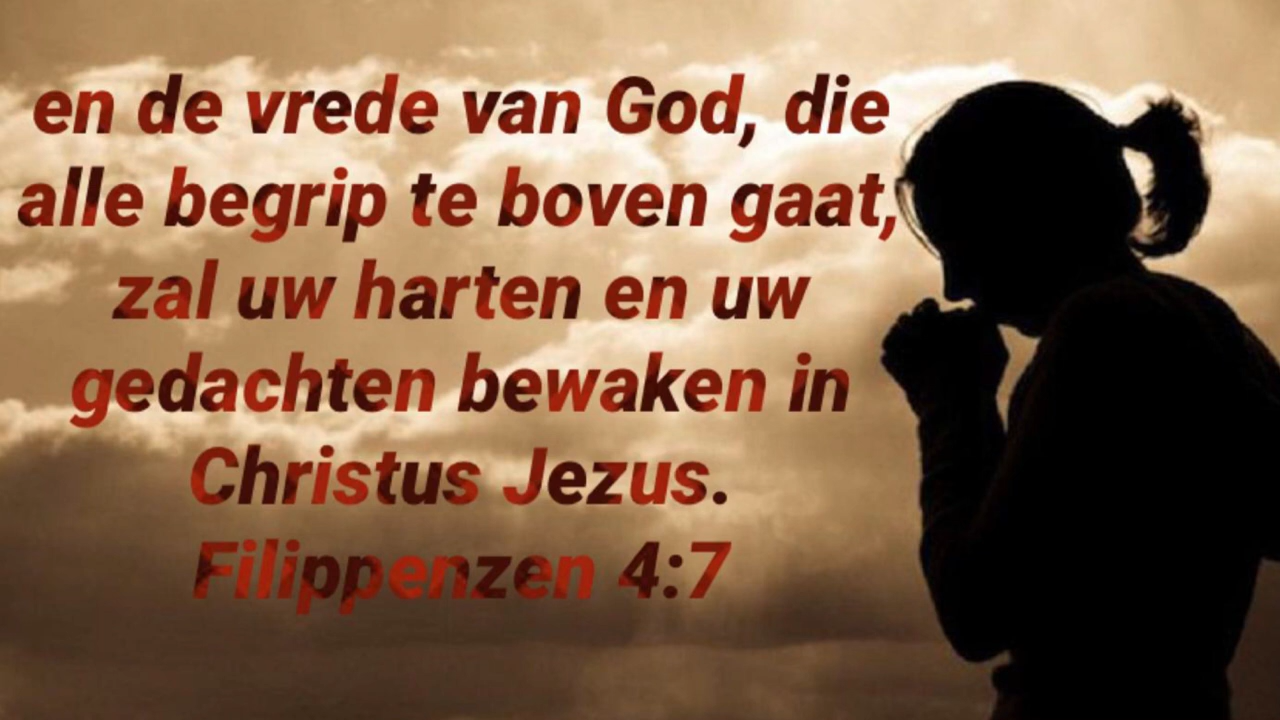 en de vrede van God, die
alle begrip te boven gaat,
zal uw harten en uw
gedachten bewaken in
Christus Jezus.
Filippenzen 4:7